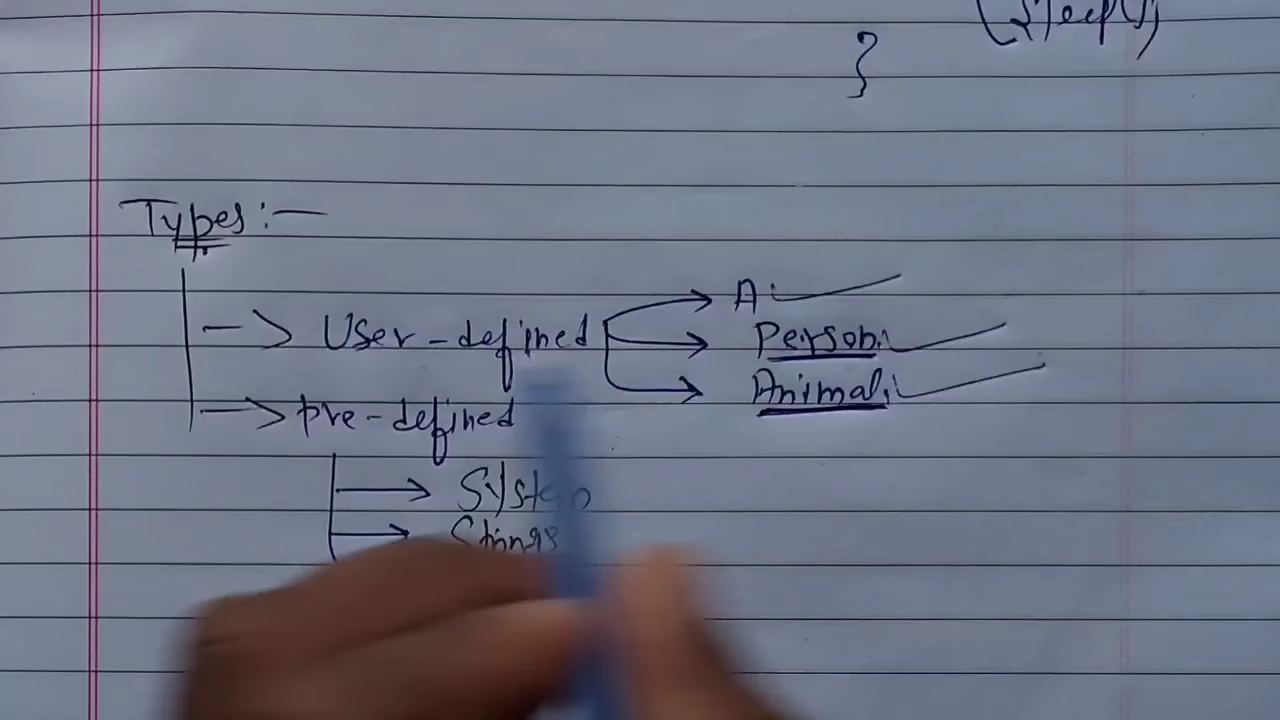 }
Types:-
-> User-defined → A
→ Person
→ Animal
-> pre-defined
→ System